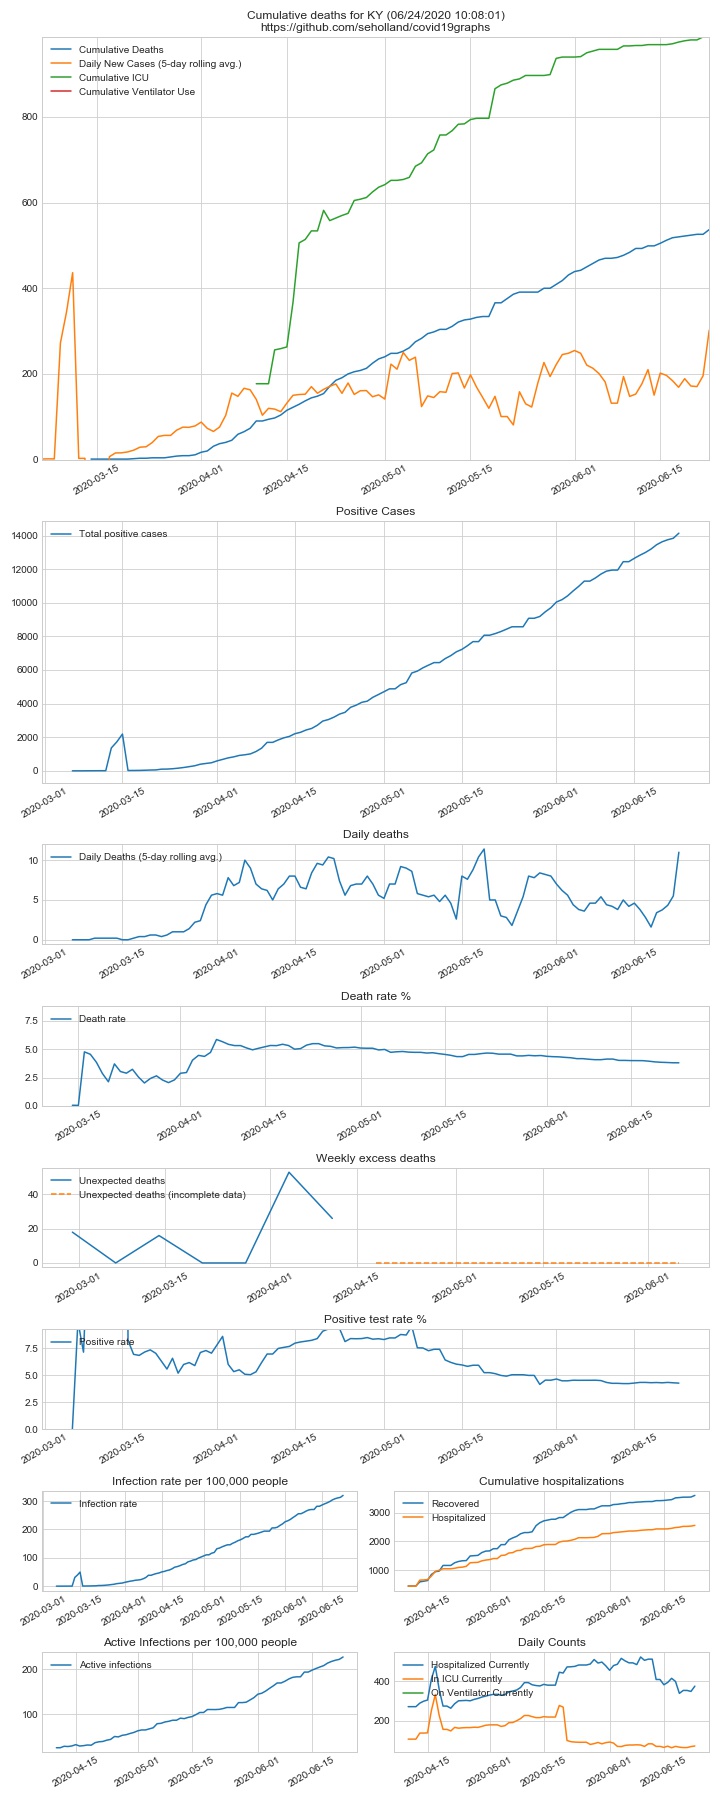 Cumulative deaths for KY (06/24/2020 10:08:01)
https://github.com/seholland/covid19graphs
Cumulative Deaths
Daily New Cases (5-day rolling avg.)
Cumulative ICU
Cumulative Ventilator Use
800
600
400
200
0
2020-03-15 2020-04-01 2020-04-15 2020-05-01 2020-05-15 2020-06-01 2020-06-15
Positive Cases
Total positive cases
14000
12000
10000
8000
6000
4000
2000
0
2020-03-01 2020-03-15 2020-04-01 2020-04-15 2020-05-01 2020-05-15 2020-06-01 2020-06-15
Daily deaths
Daily Deaths (5-day rolling avg.)
10
5
0
2020-03-01 2020-03-15 2020-04-01 2020-04-15 2020-05-01 2020-05-15 2020-06-01 2020-06-15
Death rate %
Death rate
7.5
5.0
2.5
0.0
2020-03-15 2020-04-01 2020-04-15 2020-05-01 2020-05-15 2020-06-01 2020-06-15
Weekly excess deaths
Unexpected deaths
Unexpected deaths (incomplete data)
40
20
0
2020-03-01 2020-03-15 2020-04-01 2020-04-15 2020-05-01 2020-05-15 2020-06-01
Positive test rate %
Positive rate
7.5
5.0
2.5
0.0
2020-03-01 2020-03-15 2020-04-01 2020-04-15 2020-05-01 2020-05-15 2020-06-01 2020-06-15
Infection rate per 100,000 people
Infection rate
300
200
100
0
2020-03-01 2020-03-15 2020-04-01 2020-04-15 2020-05-01 2020-05-15 2020-06-01 2020-06-15
Cumulative hospitalizations
Recovered
Hospitalized
3000
2000
1000
2020-04-15 2020-05-01 2020-05-15 2020-06-01 2020-06-15
Active Infections per 100,000 people
Active infections
200
100
2020-04-15 2020-05-01 2020-05-15 2020-06-01 2020-06-15
Daily Counts
Hospitalized Currently
In ICU Currently
On Ventilator Currently
400
200
2020-04-15 2020-05-01 2020-05-15 2020-06-01 2020-06-15